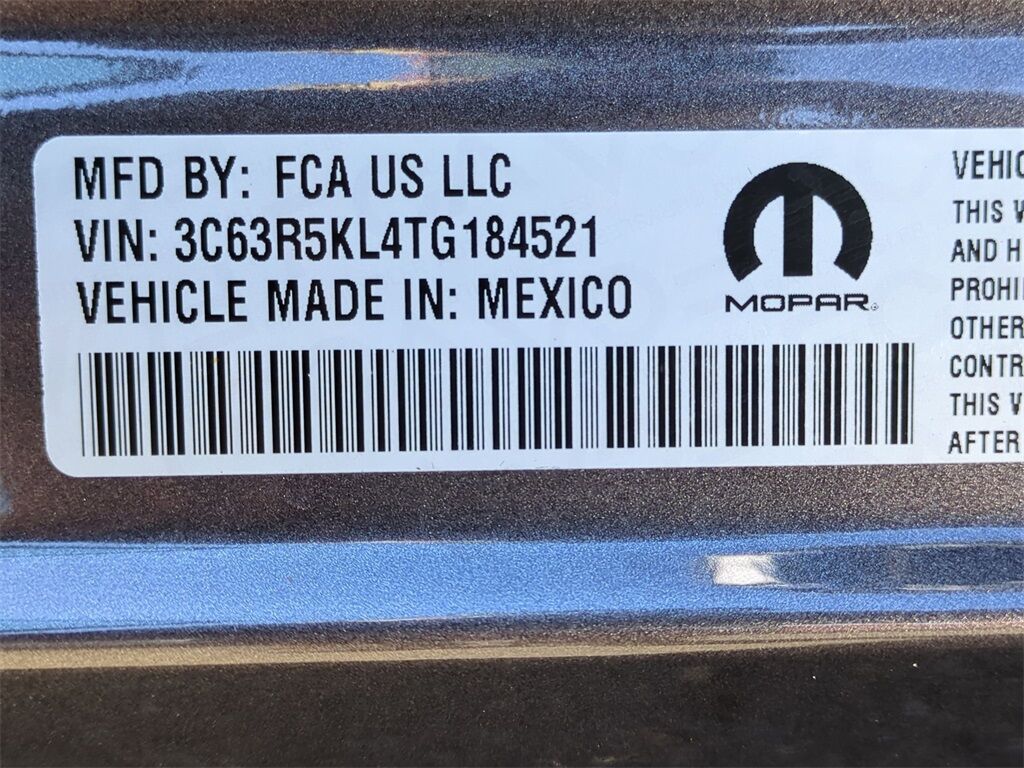 MFD BY: FCA US LLC
VIN: 3C63R5KL4TG184521
VEHICLE MADE IN: MEXICO
MOPAR®
VEHIC
THIS V
AND H
PROHI
OTHER
CONTR
THIS V
AFTER